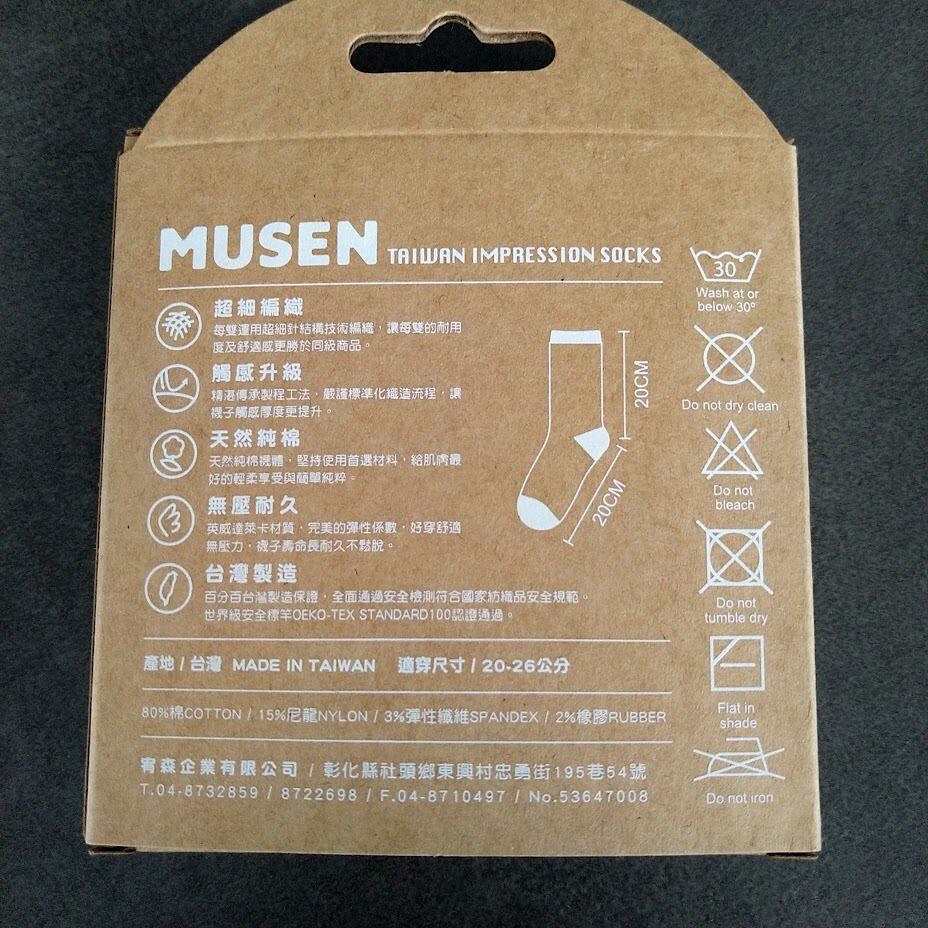 MUSEN TAIWAN IMPRESSION SOCKS
超細編織
每雙運用超細針結構技術編織，讓每雙的耐用
度及舒適感更勝於同級商品。
觸感升級
精湛傳承製程工法，嚴謹標準化織造流程，讓
襪子觸感厚度更提升。
天然純棉
天然純棉襪體，堅持使用首選材料，給肌膚最
好的輕柔享受與簡單純粹。
無壓耐久
英威達萊卡材質，完美的彈性係數，好穿舒適
無壓力，襪子壽命長耐久不鬆脫。
台灣製造
百分百台灣製造保證，全面通過安全檢測符合國家紡織品安全規範。
世界級安全標竿OEKO-TEX STANDARD100認證通過。
20CM
20CM
產地 / 台灣 MADE IN TAIWAN 適穿尺寸 / 20-26公分
80%棉COTTON / 15%尼龍NYLON / 3%彈性纖維SPANDEX / 2%橡膠RUBBER
宥森企業有限公司 / 彰化縣社頭鄉東興村忠勇街195巷54號
T.04-8732859 / 8722698 / F.04-8710497 / No.53647008
30
Wash at or
below 30°
Do not dry clean
Do not
bleach
Do not
tumble dry
Flat in
shade
Do not iron